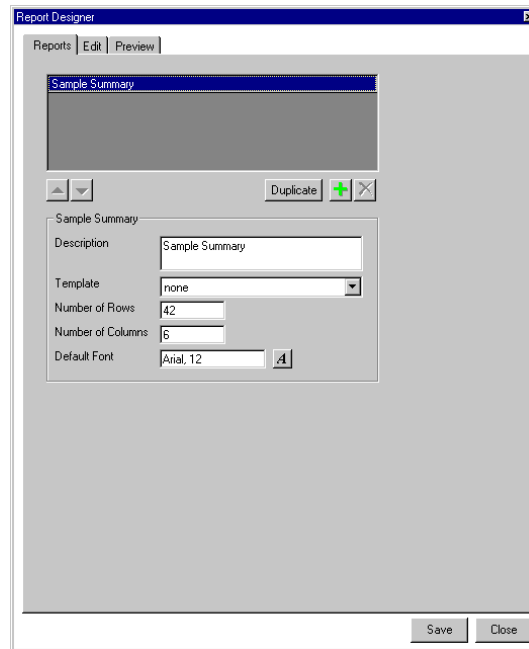 Report Designer
Reports Edit Preview
Sample Summary
Duplicate
Sample Summary
Description Sample Summary
Template none
Number of Rows 42
Number of Columns 6
Default Font Arial, 12 A
Save Close